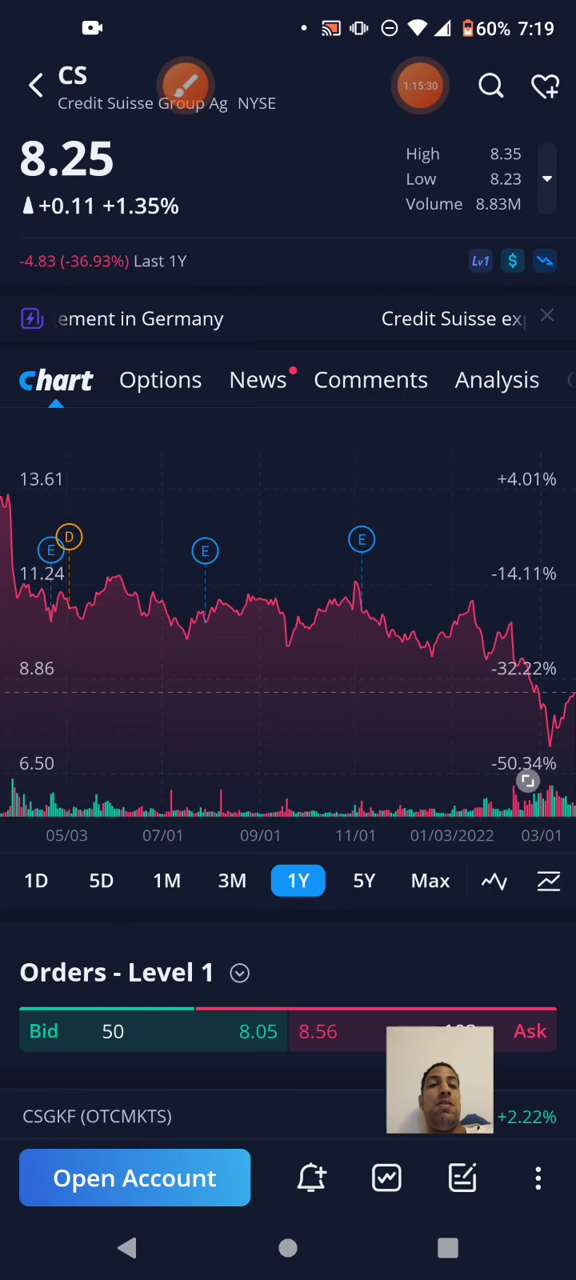 60% 7:19
CS
Credit Suisse Group Ag NYSE
1:15:30
8.25
+0.11 +1.35%
High 8.35
Low 8.23
Volume 8.83M
-4.83 (-36.93%) Last 1Y
Lv1 $
ement in Germany Credit Suisse ex
Chart Options News Comments Analysis
13.61 +4.01%
E D E E
11.24 -14.11%
8.86 -32.22%
6.50 -50.34%
05/03 07/01 09/01 11/01 01/03/2022 03/01
1D 5D 1M 3M 1Y 5Y Max
Orders - Level 1
Bid 50 8.05 8.56 Ask
CSGKF (OTCMKTS) +2.22%
Open Account